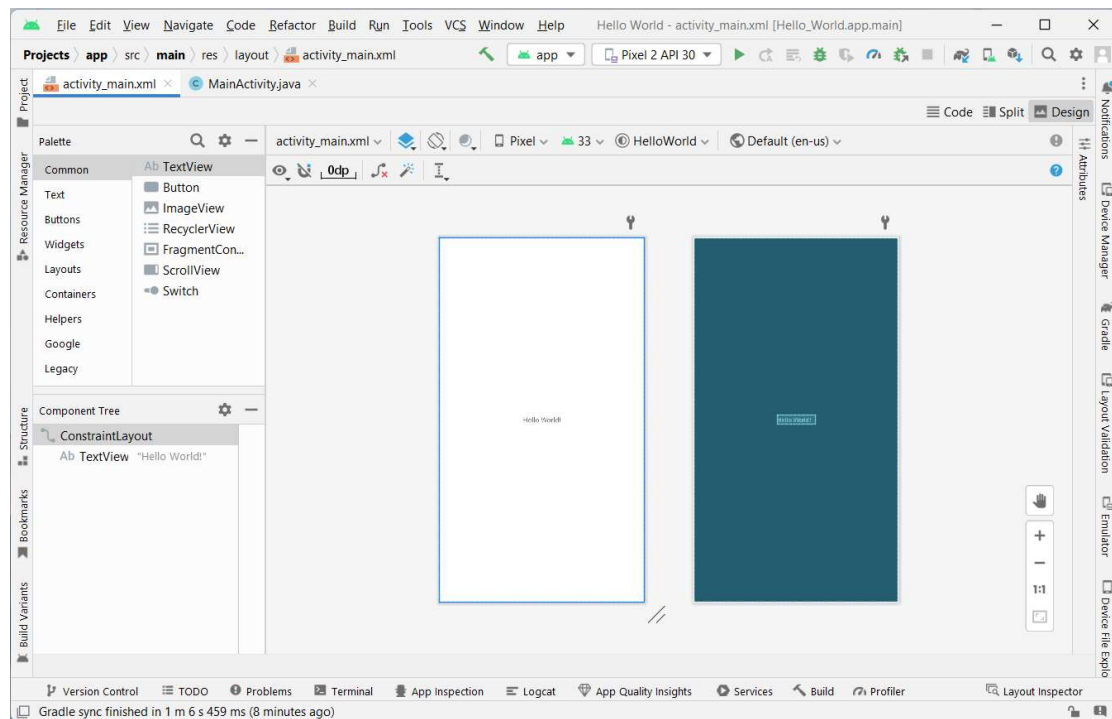 File Edit View Navigate Code Refactor Build Run Tools VCS Window Help Hello World - activity_main.xml [Hello_World.app.main]
Projects app src main res layout activity_main.xml app Pixel 2 API 30
activity_main.xml MainActivity.java
Code Split Design
Palette
activity_main.xml Pixel 33 HelloWorld Default (en-us)
0dp
Common
Text
Buttons
Widgets
Layouts
Containers
Helpers
Google
Legacy
Ab TextView
Button
ImageView
RecyclerView
FragmentCon...
ScrollView
Switch
Component Tree
ConstraintLayout
Ab TextView "Hello World!"
Hello World!
Hello World!
1:1
Project
Resource Manager
Structure
Bookmarks
Build Variants
Notifications
Attributes
Device Manager
Gradle
Layout Validation
Emulator
Device File Explo
Version Control TODO Problems Terminal App Inspection Logcat App Quality Insights Services Build Profiler Layout Inspector
Gradle sync finished in 1 m 6 s 459 ms (8 minutes ago)